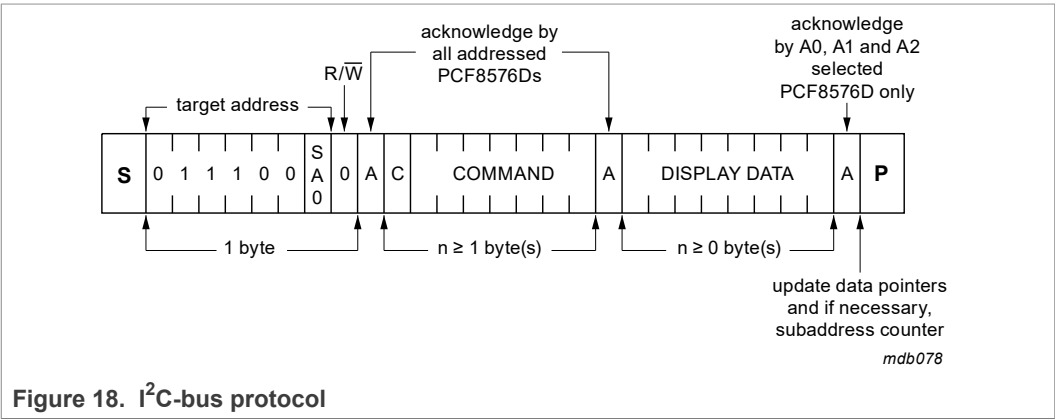 acknowledge by
all addressed
PCF8576Ds
acknowledge
by A0, A1 and A2
selected
PCF8576D only
R/W̅
target address
S 0 1 1 1 0 0 SA0 0 A C COMMAND A DISPLAY DATA A P
1 byte
n ≥ 1 byte(s)
n ≥ 0 byte(s)
update data pointers
and if necessary,
subaddress counter
mdb078
Figure 18. I²C-bus protocol